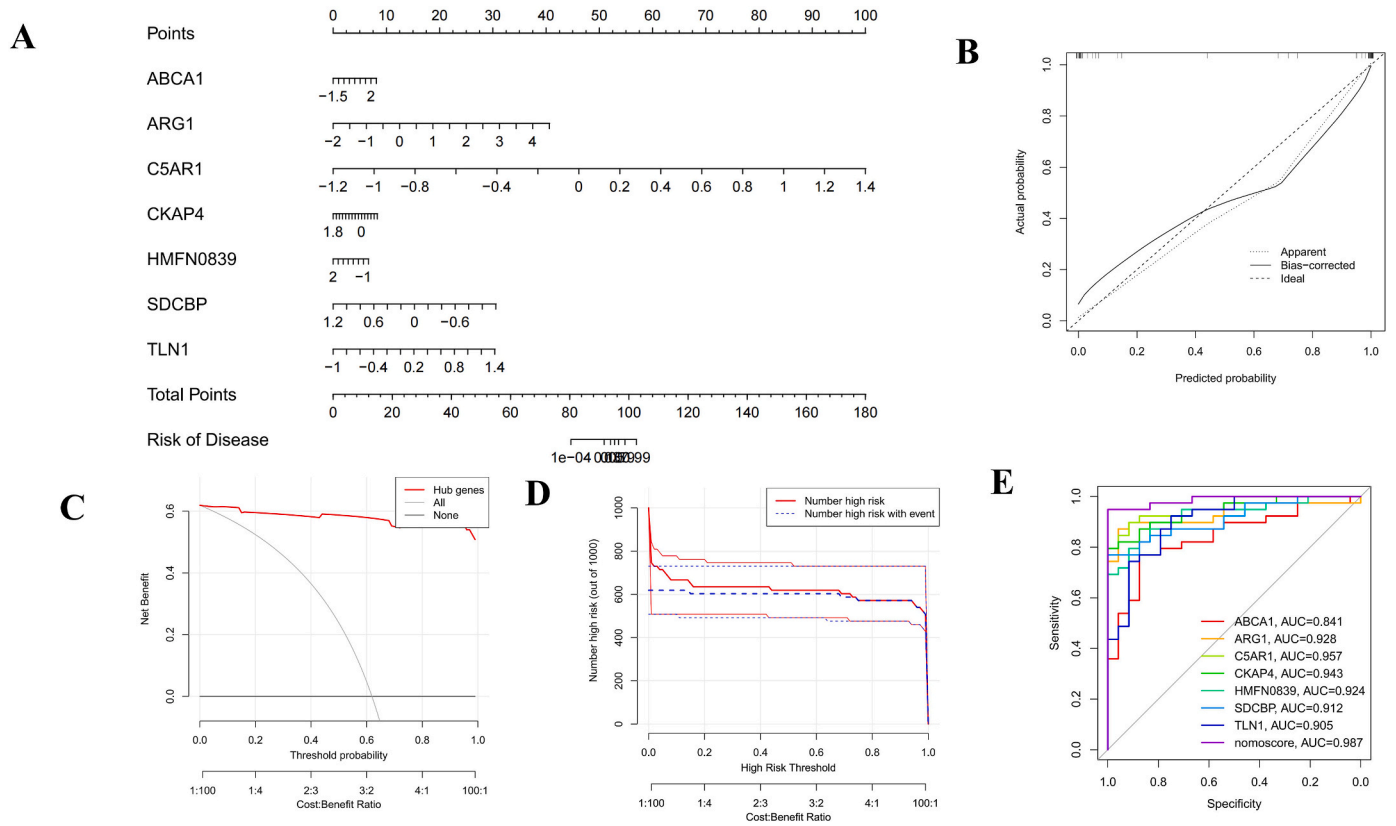 A
0 10 20 30 40 50 60 70 80 90 100
Points
ABCA1
−1.5 2
ARG1
−2 −1 0 1 2 3 4
C5AR1
−1.2 −1 −0.8 −0.4 0 0.2 0.4 0.6 0.8 1 1.2 1.4
CKAP4
1.8 0
HMFN0839
2 −1
SDCBP
1.2 0.6 0 −0.6
TLN1
−1 −0.4 0.2 0.8 1.4
Total Points
0 20 40 60 80 100 120 140 160 180
Risk of Disease
1e−04
B
Actual probability
1.0
0.8
0.6
0.4
0.2
0.0
Apparent
Bias−corrected
Ideal
0.0 0.2 0.4 0.6 0.8 1.0
Predicted probability
C
Net Benefit
0.6
0.4
0.2
0.0
Hub genes
All
None
0.0 0.2 0.4 0.6 0.8 1.0
Threshold probability
1:100 1:4 2:3 3:2 4:1 100:1
Cost:Benefit Ratio
D
Number high risk (out of 1000)
1000
800
600
400
200
0
Number high risk
Number high risk with event
0.0 0.2 0.4 0.6 0.8 1.0
High Risk Threshold
1:100 1:4 2:3 3:2 4:1 100:1
Cost:Benefit Ratio
E
Sensitivity
1.0
0.8
0.6
0.4
0.2
0.0
ABCA1, AUC=0.841
ARG1, AUC=0.928
C5AR1, AUC=0.957
CKAP4, AUC=0.943
HMFN0839, AUC=0.924
SDCBP, AUC=0.912
TLN1, AUC=0.905
nomoscore, AUC=0.987
1.0 0.8 0.6 0.4 0.2 0.0
Specificity